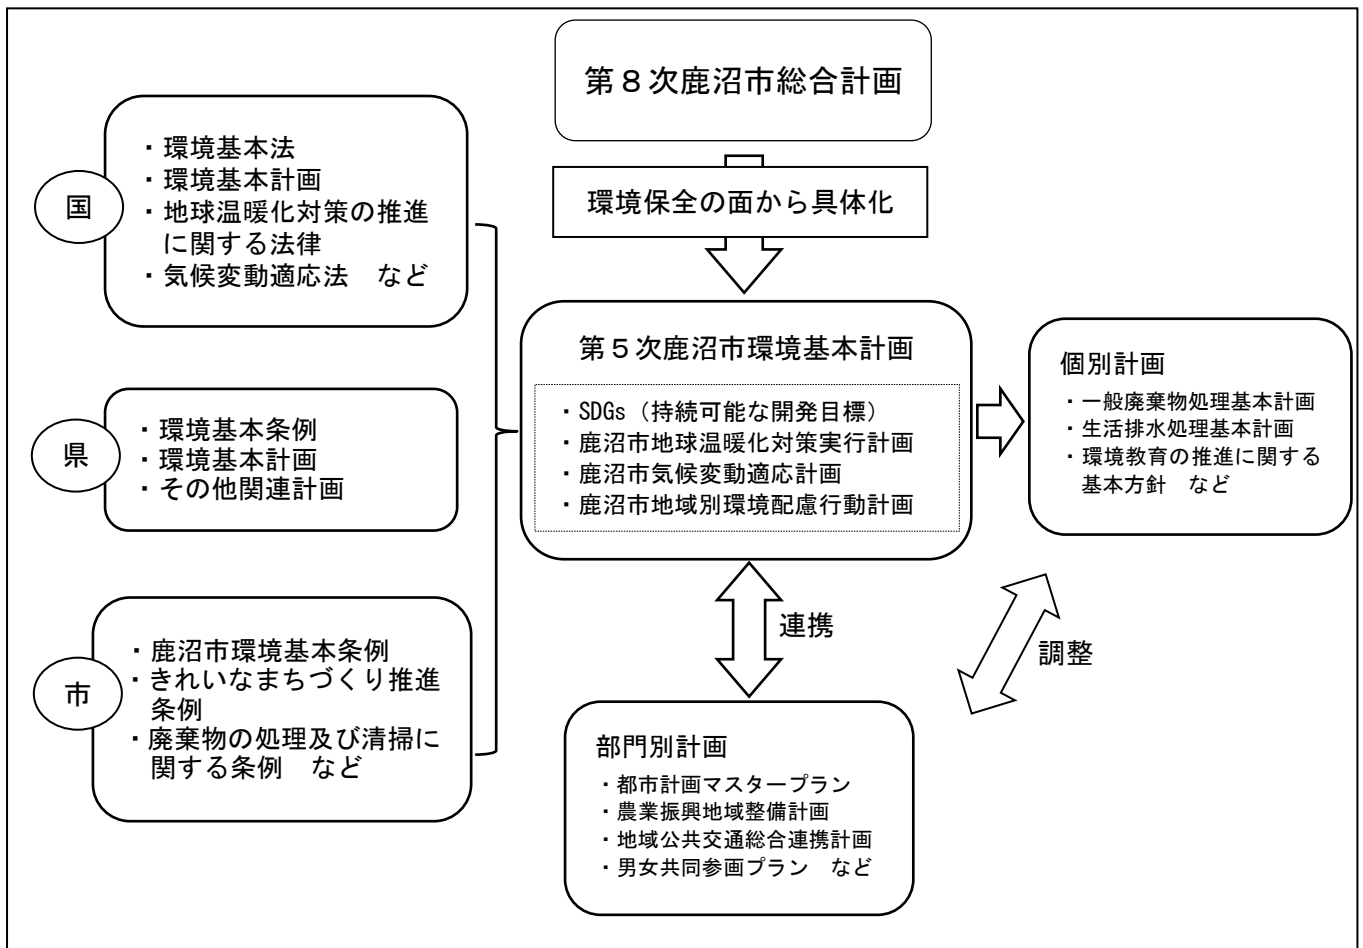 第８次鹿沼市総合計画
環境保全の面から具体化
国
・環境基本法
・環境基本計画
・地球温暖化対策の推進
に関する法律
・気候変動適応法　など
県
・環境基本条例
・環境基本計画
・その他関連計画
市
・鹿沼市環境基本条例
・きれいなまちづくり推進
条例
・廃棄物の処理及び清掃に
関する条例　など
第５次鹿沼市環境基本計画
・SDGs（持続可能な開発目標）
・鹿沼市地球温暖化対策実行計画
・鹿沼市気候変動適応計画
・鹿沼市地域別環境配慮行動計画
個別計画
・一般廃棄物処理基本計画
・生活排水処理基本計画
・環境教育の推進に関する
基本方針　など
連携
調整
部門別計画
・都市計画マスタープラン
・農業振興地域整備計画
・地域公共交通総合連携計画
・男女共同参画プラン　など